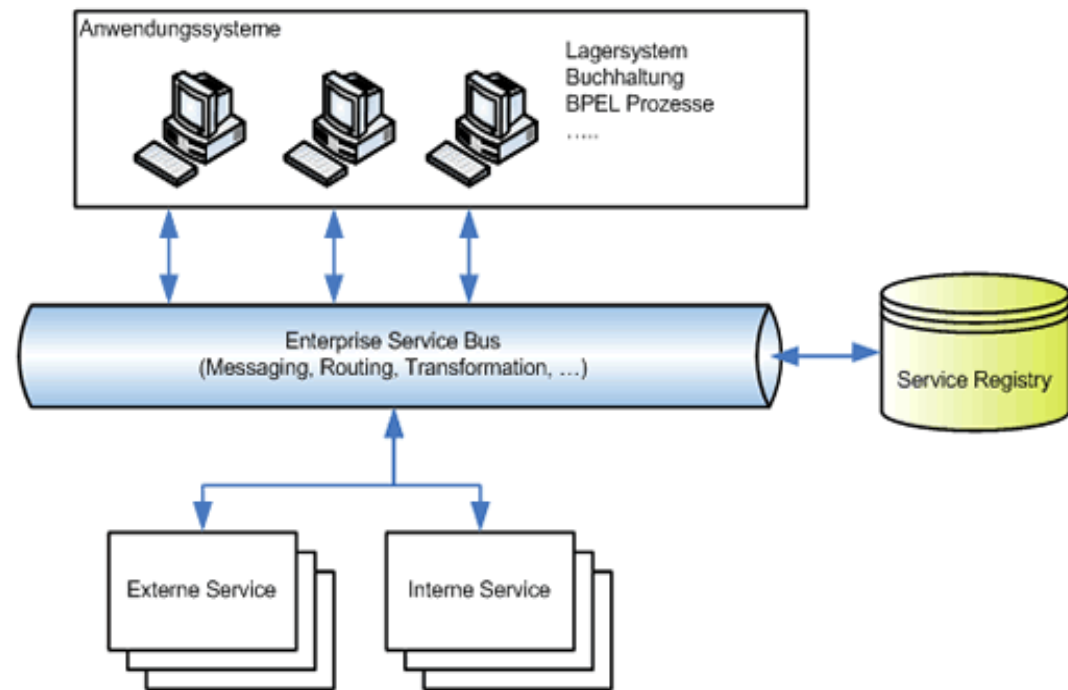 Anwendungssysteme
Lagersystem
Buchhaltung
BPEL Prozesse
.....
Enterprise Service Bus
(Messaging, Routing, Transformation, ...)
Service Registry
Externe Service
Interne Service